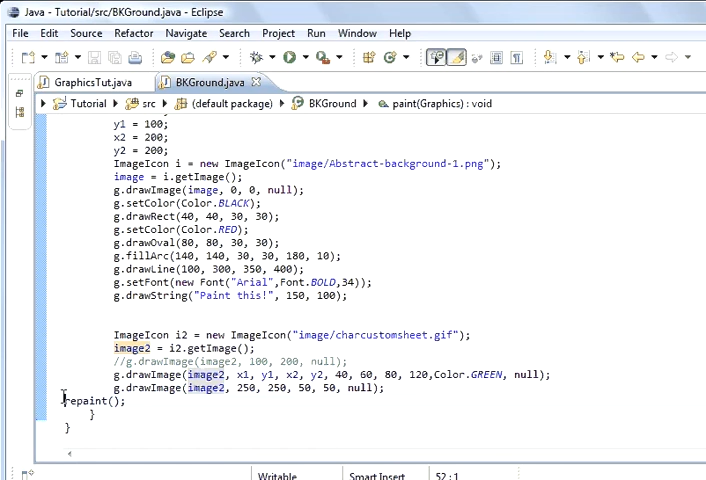 Java - Tutorial/src/BKGround.java - Eclipse
File Edit Source Refactor Navigate Search Project Run Window Help
GraphicsTut.java BKGround.java
Tutorial src (default package) BKGround paint(Graphics) : void
y1 = 100;
x2 = 200;
y2 = 200;
ImageIcon i = new ImageIcon("image/Abstract-background-1.png");
image = i.getImage();
g.drawImage(image, 0, 0, null);
g.setColor(Color.BLACK);
g.drawRect(40, 40, 30, 30);
g.setColor(Color.RED);
g.drawOval(80, 80, 30, 30);
g.fillArc(140, 140, 30, 30, 180, 10);
g.drawLine(100, 300, 350, 400);
g.setFont(new Font("Arial",Font.BOLD,34));
g.drawString("Paint this!", 150, 100);
ImageIcon i2 = new ImageIcon("image/charcustomsheet.gif");
image2 = i2.getImage();
//g.drawImage(image2, 100, 200, null);
g.drawImage(image2, x1, y1, x2, y2, 40, 60, 80, 120,Color.GREEN, null);
g.drawImage(image2, 250, 250, 50, 50, null);
repaint();
}
}
Writable Smart Insert 52 : 1